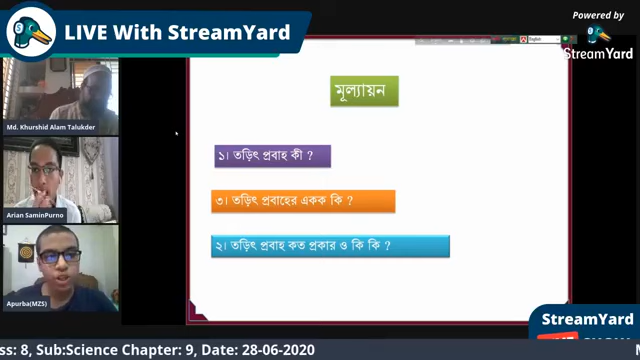 LIVE With StreamYard
Powered by
StreamYard
English
মূল্যায়ন
Md. Khurshid Alam Talukder
১। তড়িৎ প্রবাহ কী ?
৩। তড়িৎ প্রবাহের একক কি ?
Arian SaminPurno
২। তড়িৎ প্রবাহ কত প্রকার ও কি কি ?
Apurba(MZS)
StreamYard
ss: 8, Sub:Science Chapter: 9, Date: 28-06-2020